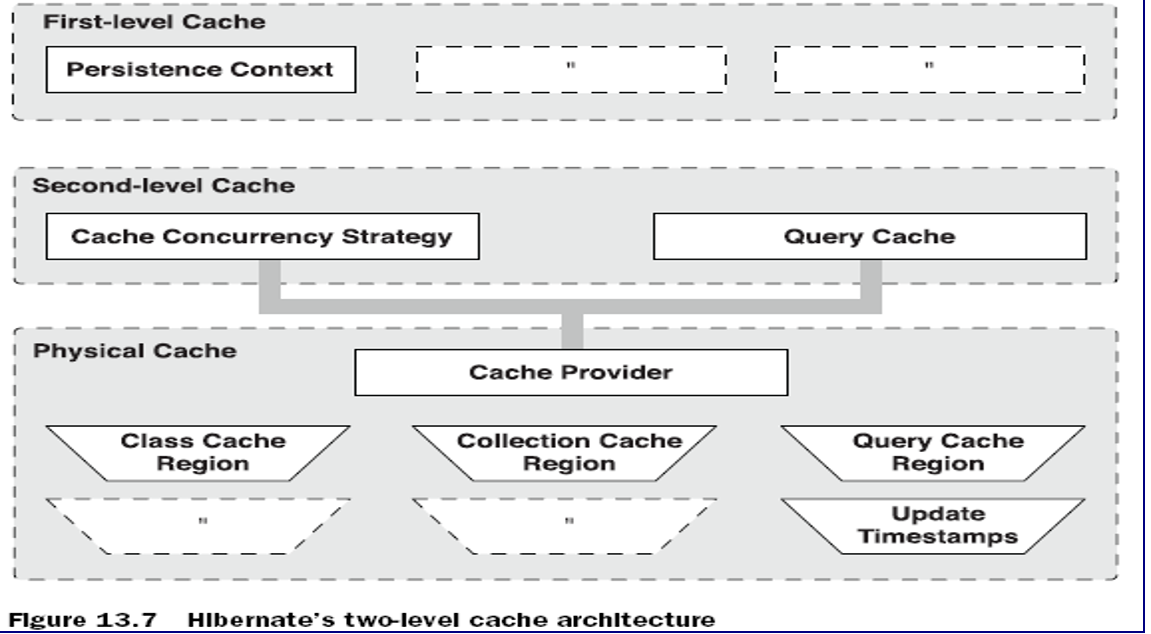 First-level Cache
Persistence Context
"
"
Second-level Cache
Cache Concurrency Strategy
Query Cache
Physical Cache
Cache Provider
Class Cache
Region
Collection Cache
Region
Query Cache
Region
"
"
Update
Timestamps
Figure 13.7 Hibernate's two-level cache architecture